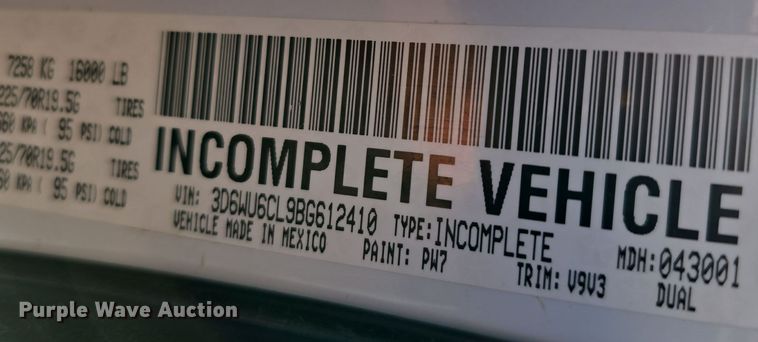 7258 KG 16000 LB
225/70R19.5G TIRES
KPA ( 95 PSI) COLD
225/70R19.5G TIRES
KPA ( 95 PSI) COLD
INCOMPLETE VEHICLE
VIN: 3D6WU6CL9BG612410 TYPE: INCOMPLETE MDH: 043001
VEHICLE MADE IN MEXICO PAINT: PW7 TRIM: V9V3 DUAL
Purple Wave Auction